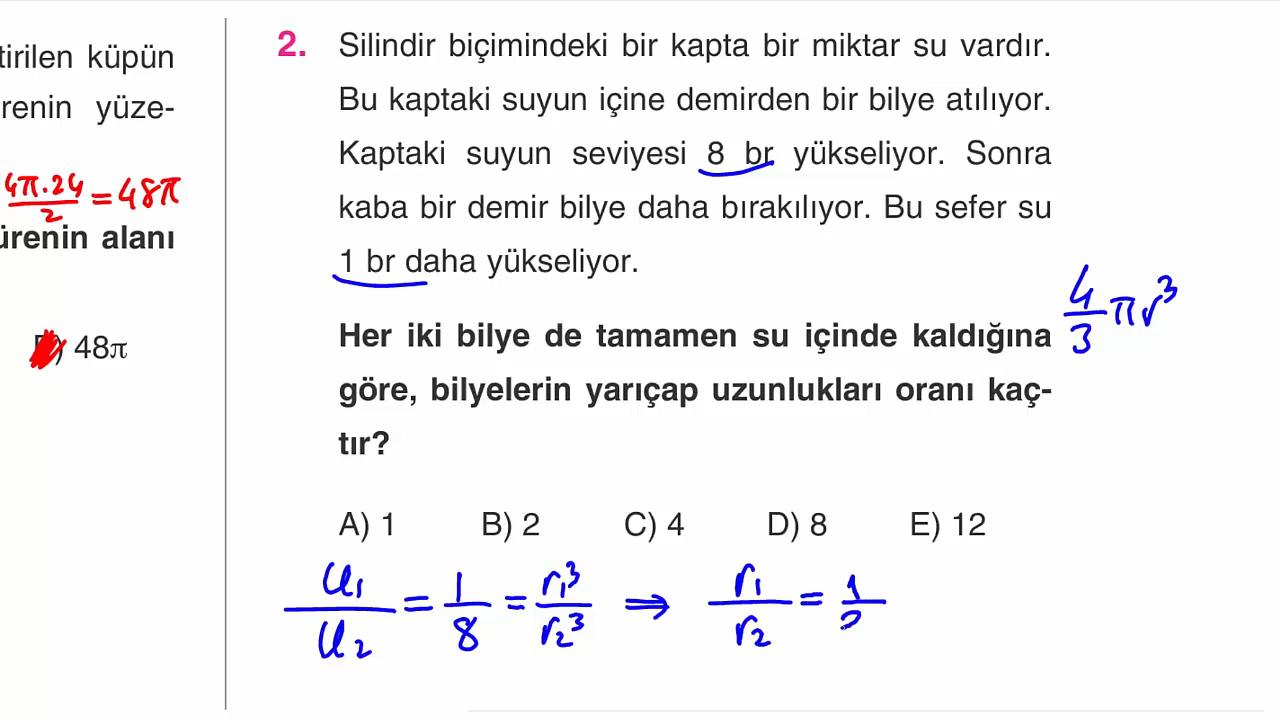 tirilen küpün
renin yüze-
4π.24/2 = 48π
ürenin alanı
) 48π
2. Silindir biçimindeki bir kapta bir miktar su vardır.
Bu kaptaki suyun içine demirden bir bilye atılıyor.
Kaptaki suyun seviyesi 8 br yükseliyor. Sonra
kaba bir demir bilye daha bırakılıyor. Bu sefer su
1 br daha yükseliyor.
Her iki bilye de tamamen su içinde kaldığına
göre, bilyelerin yarıçap uzunlukları oranı kaç-
tır?
4/3 πr³
A) 1 B) 2 C) 4 D) 8 E) 12
U₁/U₂ = 1/8 = r₁³/r₂³ ⇒ r₁/r₂ = 1/2